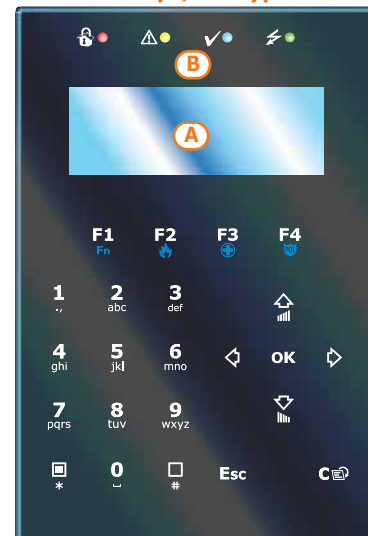 B
A
F1 F2 F3 F4
Fn
1 2 3
., abc def
4 5 6 OK
ghi jkl mno
7 8 9
pqrs tuv wxyz
0 Esc C
* #